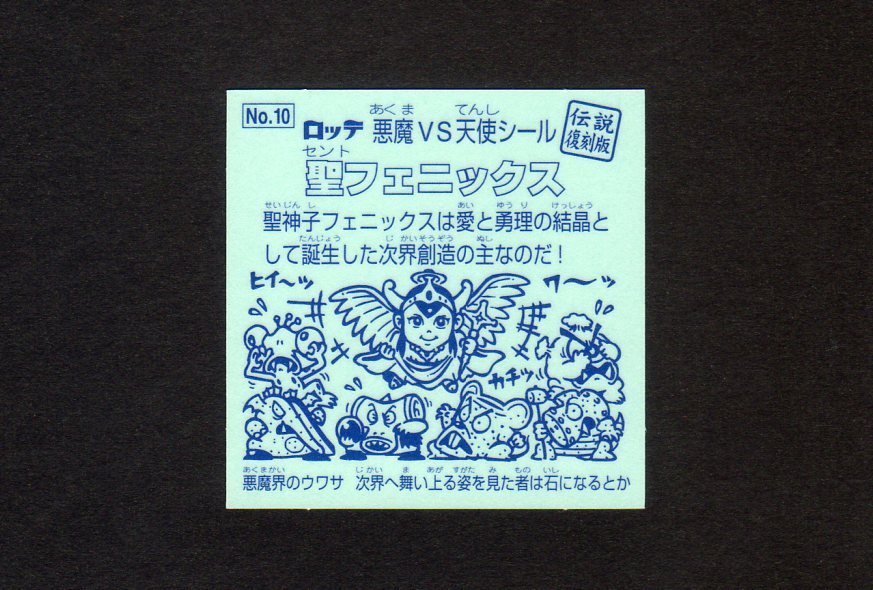 No.10
ロッテ 悪魔VS天使シール
あくま てんし
伝説
復刻版
セント
聖フェニックス
せいじんし あい ゆうり けっしょう
聖神子フェニックスは愛と勇理の結晶と
たんじょう じかいそうぞう ぬし
して誕生した次界創造の主なのだ!
ヒイ〜ッ
ワ〜〜ッ
カチッ
あくまかい じかい ま あが すがた み もの いし
悪魔界のウワサ 次界へ舞い上る姿を見た者は石になるとか